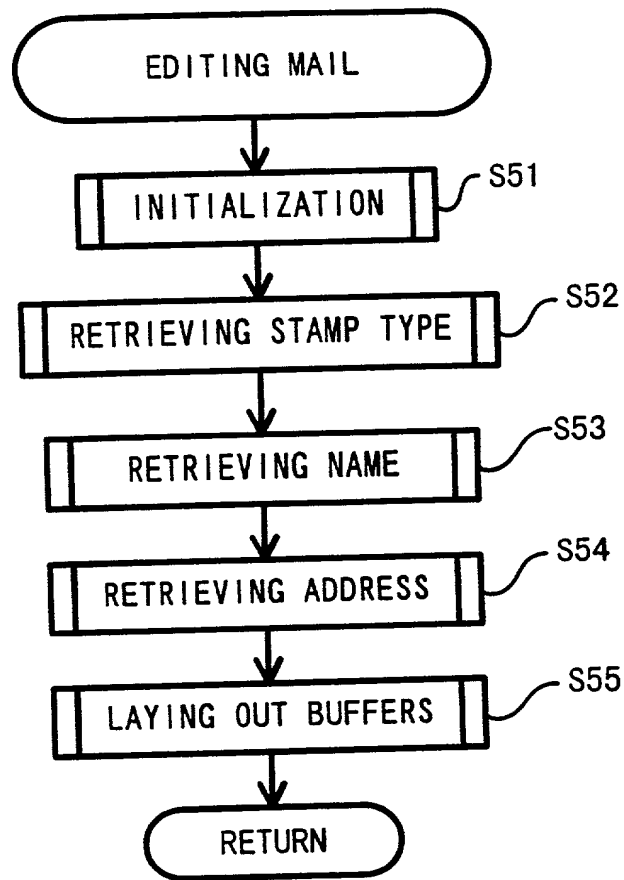 EDITING MAIL
INITIALIZATION
S51
RETRIEVING STAMP TYPE
S52
RETRIEVING NAME
S53
RETRIEVING ADDRESS
S54
LAYING OUT BUFFERS
S55
RETURN